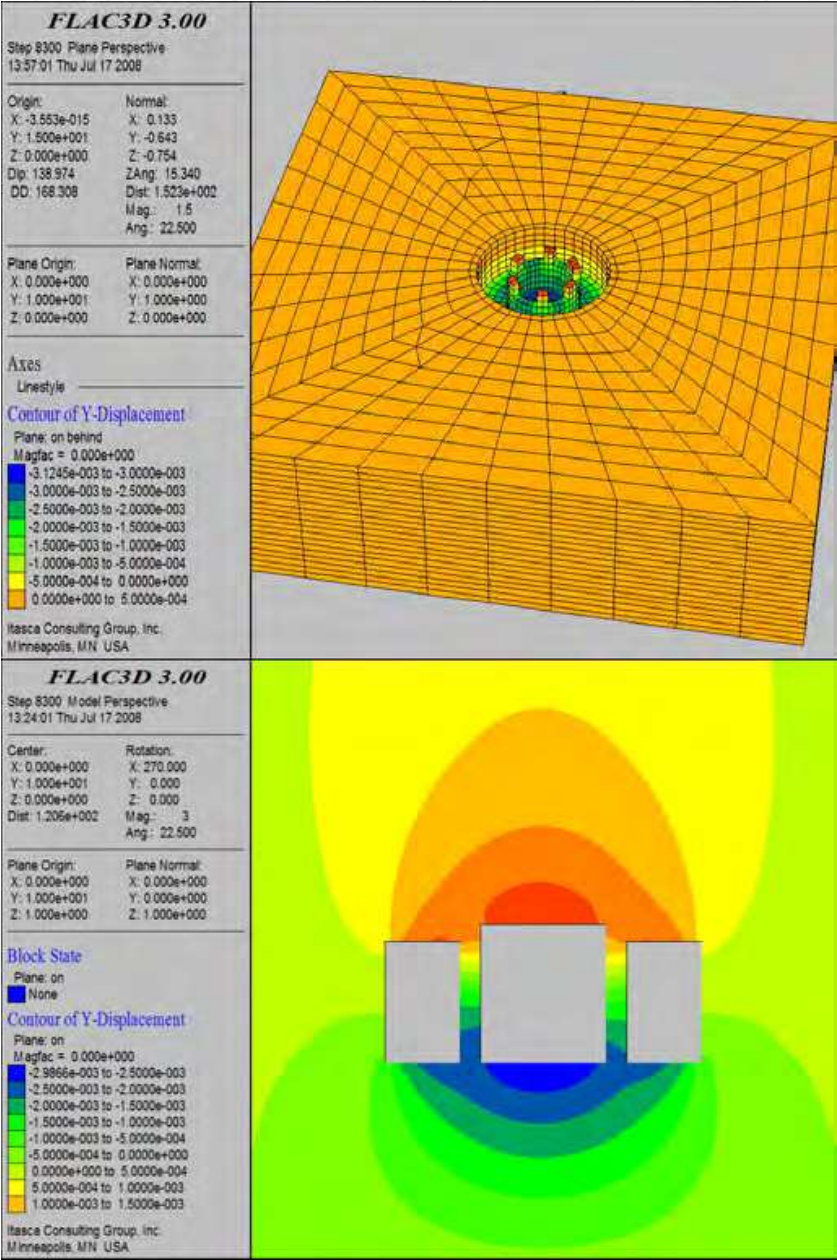 FLAC3D 3.00
Step 8300 Plane Perspective
13:57:01 Thu Jul 17 2008
Origin: Normal:
X: -3.553e-015 X: 0.133
Y: 1.500e+001 Y: -0.643
Z: 0.000e+000 Z: -0.754
Dip: 138.974 ZAng: 15.340
DD: 168.308 Dist: 1.523e+002
Mag.: 1.5
Ang.: 22.500
Plane Origin: Plane Normal:
X: 0.000e+000 X: 0.000e+000
Y: 1.000e+001 Y: 1.000e+000
Z: 0.000e+000 Z: 0.000e+000
Axes
Linestyle
Contour of Y-Displacement
Plane: on behind
Magfac = 0.000e+000
-3.1245e-003 to -3.0000e-003
-3.0000e-003 to -2.5000e-003
-2.5000e-003 to -2.0000e-003
-2.0000e-003 to -1.5000e-003
-1.5000e-003 to -1.0000e-003
-1.0000e-003 to -5.0000e-004
-5.0000e-004 to 0.0000e+000
0.0000e+000 to 5.0000e-004
Itasca Consulting Group, Inc.
Minneapolis, MN USA
FLAC3D 3.00
Step 8300 Model Perspective
13:24:01 Thu Jul 17 2008
Center: Rotation:
X: 0.000e+000 X: 270.000
Y: 1.000e+001 Y: 0.000
Z: 0.000e+000 Z: 0.000
Dist: 1.206e+002 Mag.: 3
Ang.: 22.500
Plane Origin: Plane Normal:
X: 0.000e+000 X: 0.000e+000
Y: 1.000e+001 Y: 0.000e+000
Z: 1.000e+000 Z: 1.000e+000
Block State
Plane: on
None
Contour of Y-Displacement
Plane: on
Magfac = 0.000e+000
-2.9866e-003 to -2.5000e-003
-2.5000e-003 to -2.0000e-003
-2.0000e-003 to -1.5000e-003
-1.5000e-003 to -1.0000e-003
-1.0000e-003 to -5.0000e-004
-5.0000e-004 to 0.0000e+000
0.0000e+000 to 5.0000e-004
5.0000e-004 to 1.0000e-003
1.0000e-003 to 1.5000e-003
Itasca Consulting Group, Inc.
Minneapolis, MN USA